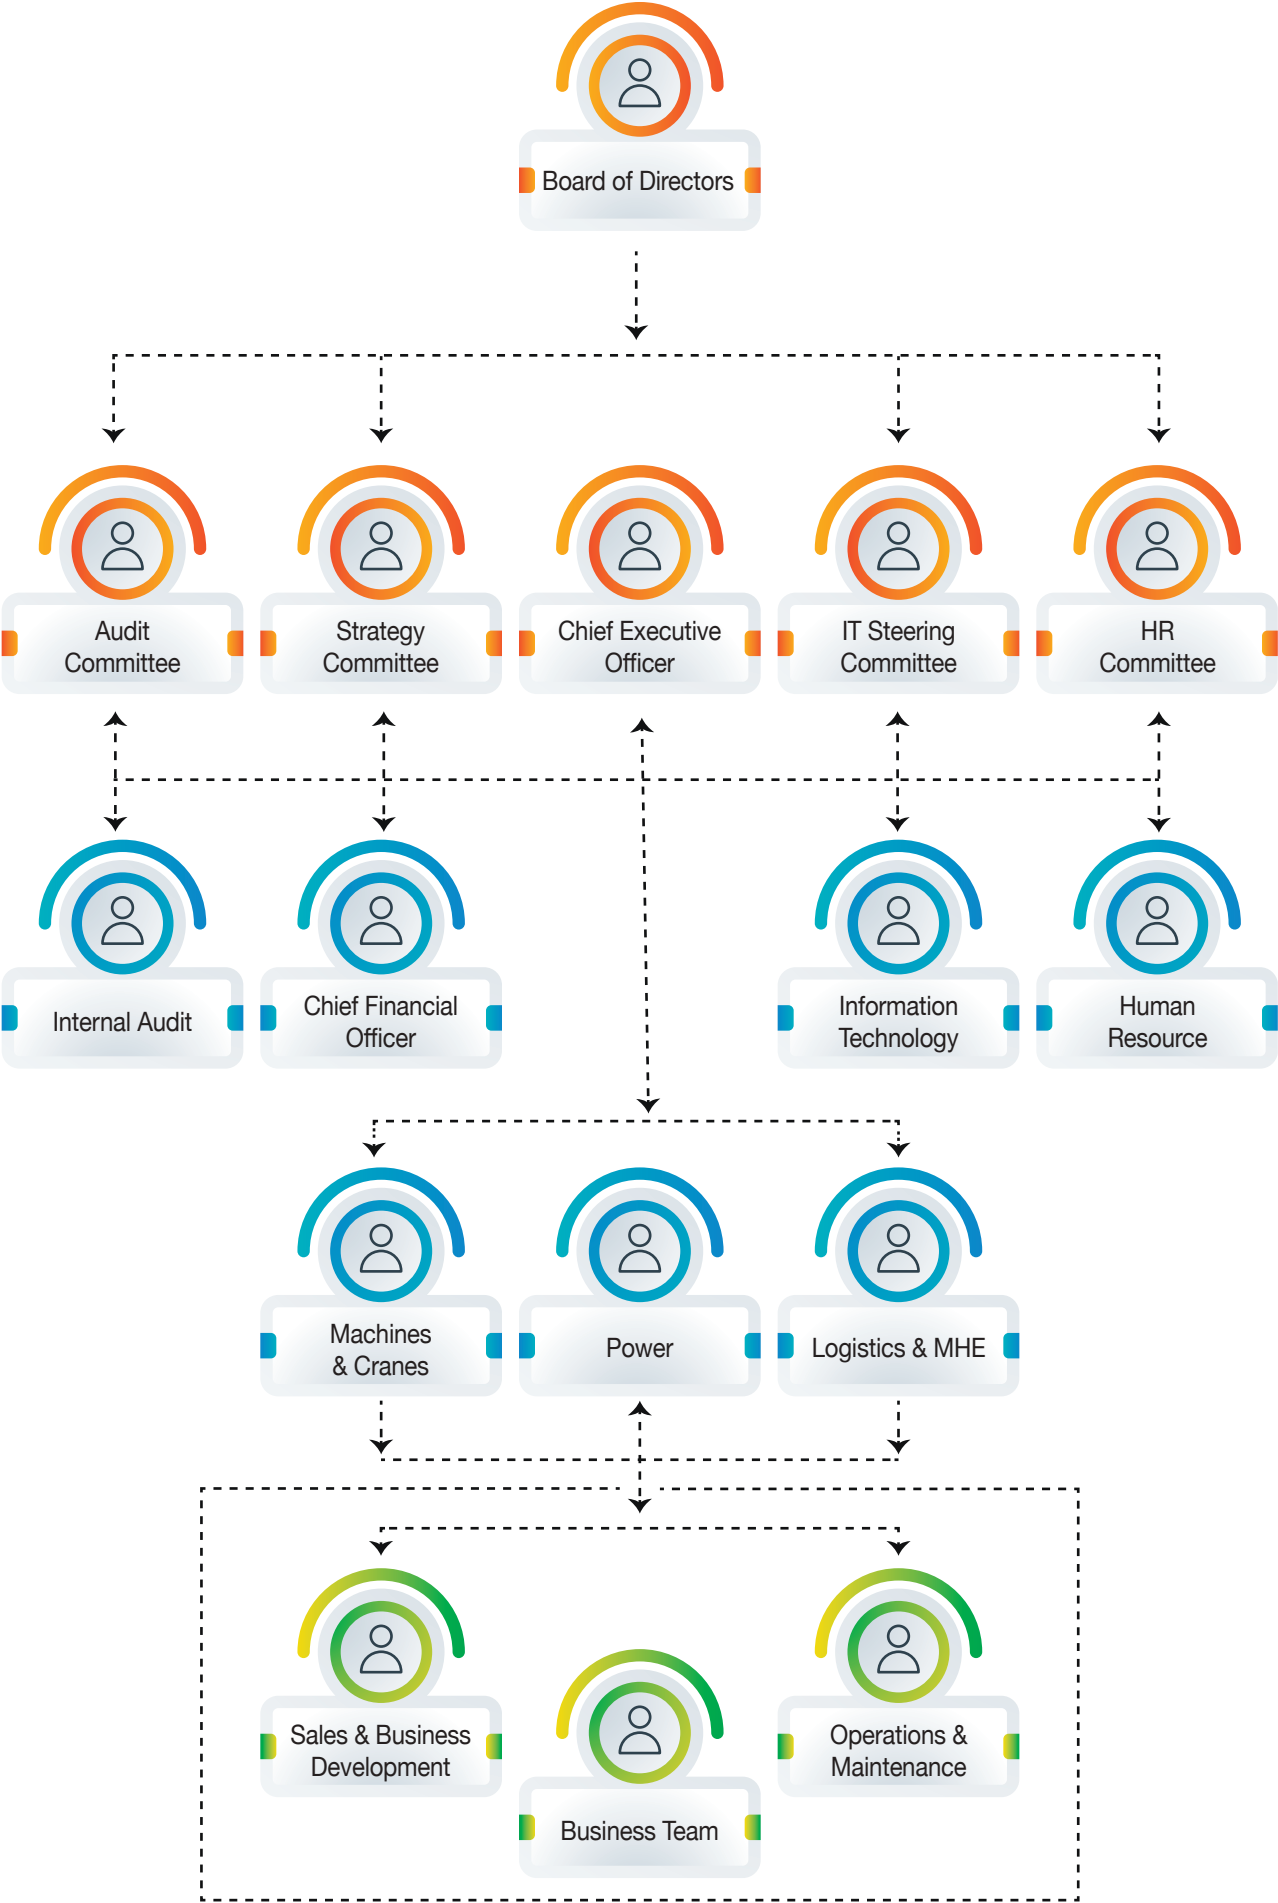 Board of Directors
Audit
Committee
Strategy
Committee
Chief Executive
Officer
IT Steering
Committee
HR
Committee
Internal Audit
Chief Financial
Officer
Information
Technology
Human
Resource
Machines
& Cranes
Power
Logistics & MHE
Sales & Business
Development
Business Team
Operations &
Maintenance